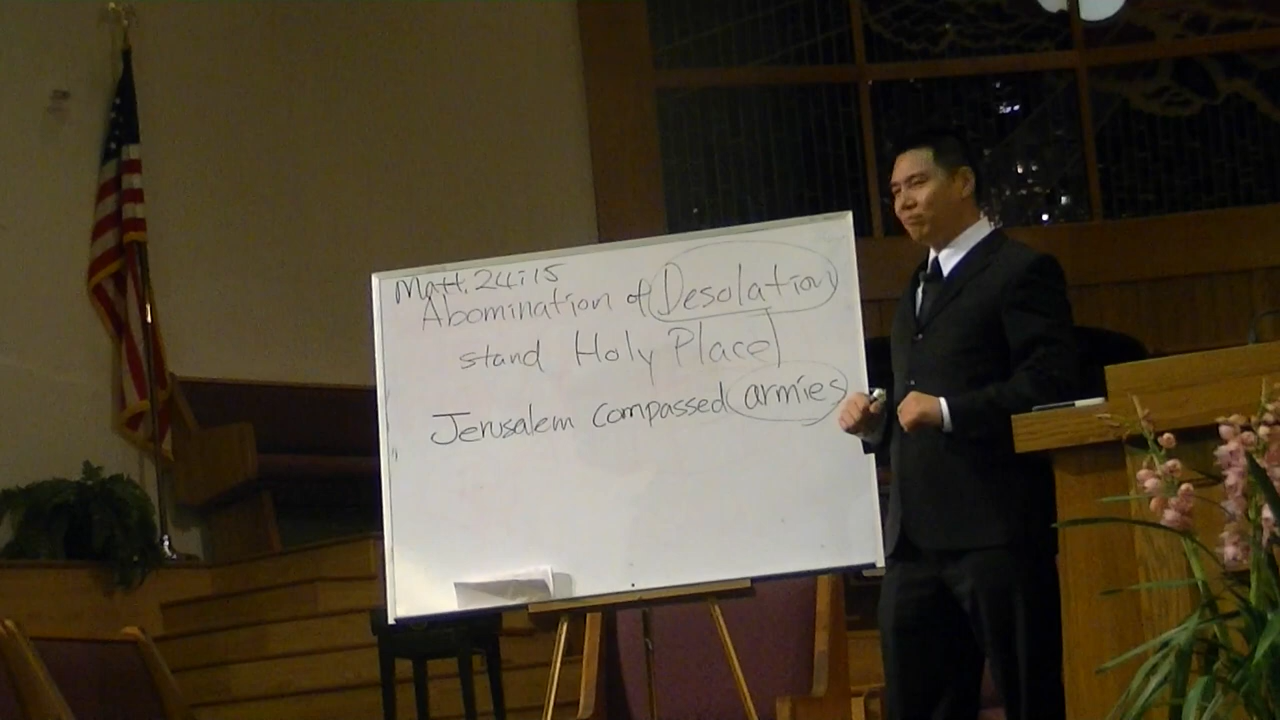 Matt. 24:15
Abomination of Desolation
stand Holy Place
Jerusalem compassed armies